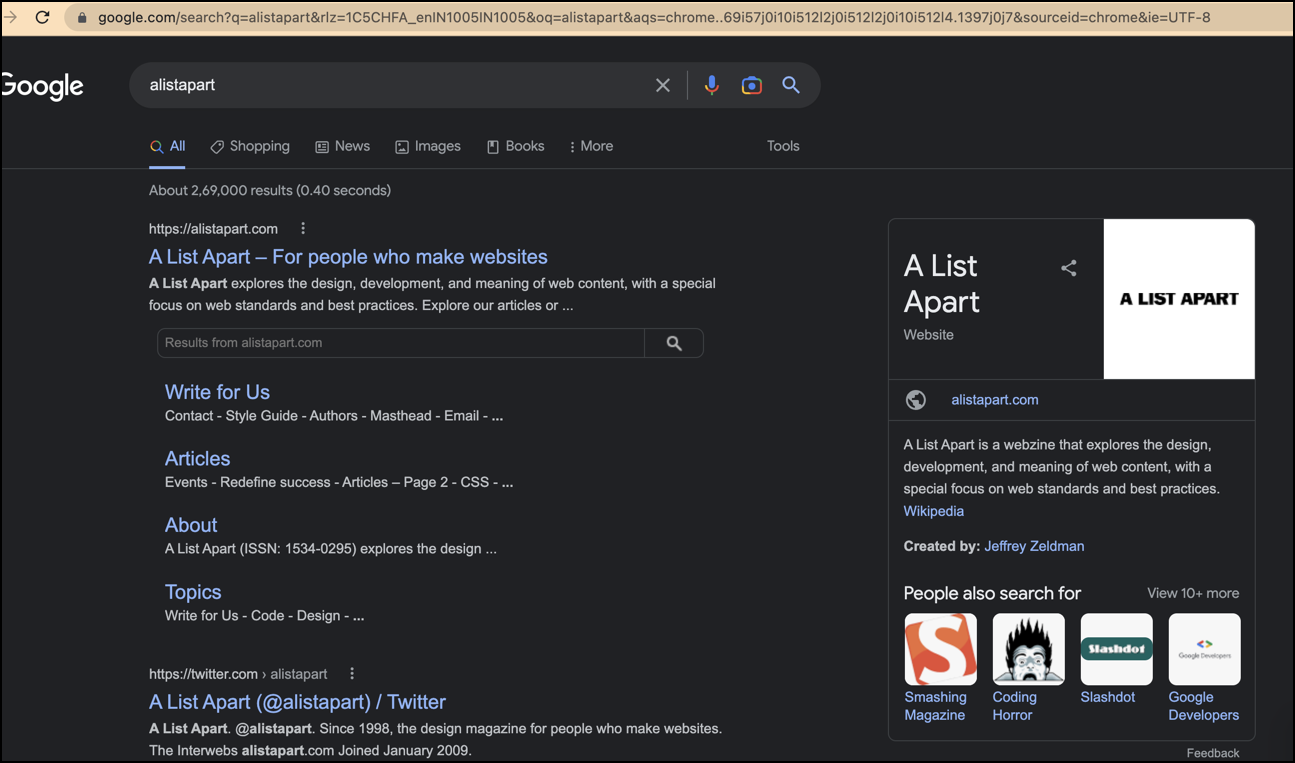 google.com/search?q=alistapart&rlz=1C5CHFA_enIN1005IN1005&oq=alistapart&aqs=chrome..69i57j0i10i512l2j0i512l2j0i10i512l4.1397j0j7&sourceid=chrome&ie=UTF-8
Google
alistapart
All Shopping News Images Books More Tools
About 2,69,000 results (0.40 seconds)
https://alistapart.com
A List Apart – For people who make websites
A List Apart explores the design, development, and meaning of web content, with a special
focus on web standards and best practices. Explore our articles or ...
Results from alistapart.com
Write for Us
Contact - Style Guide - Authors - Masthead - Email - ...
Articles
Events - Redefine success - Articles – Page 2 - CSS - ...
About
A List Apart (ISSN: 1534-0295) explores the design ...
Topics
Write for Us - Code - Design - ...
https://twitter.com › alistapart
A List Apart (@alistapart) / Twitter
A List Apart. @alistapart. Since 1998, the design magazine for people who make websites.
The Interwebs alistapart.com Joined January 2009.
A List
Apart
Website
A LIST APART
alistapart.com
A List Apart is a webzine that explores the design,
development, and meaning of web content, with a
special focus on web standards and best practices.
Wikipedia
Created by: Jeffrey Zeldman
People also search for View 10+ more
Slashdot
Google Developers
Smashing
Magazine
Coding
Horror
Slashdot
Google
Developers
Feedback